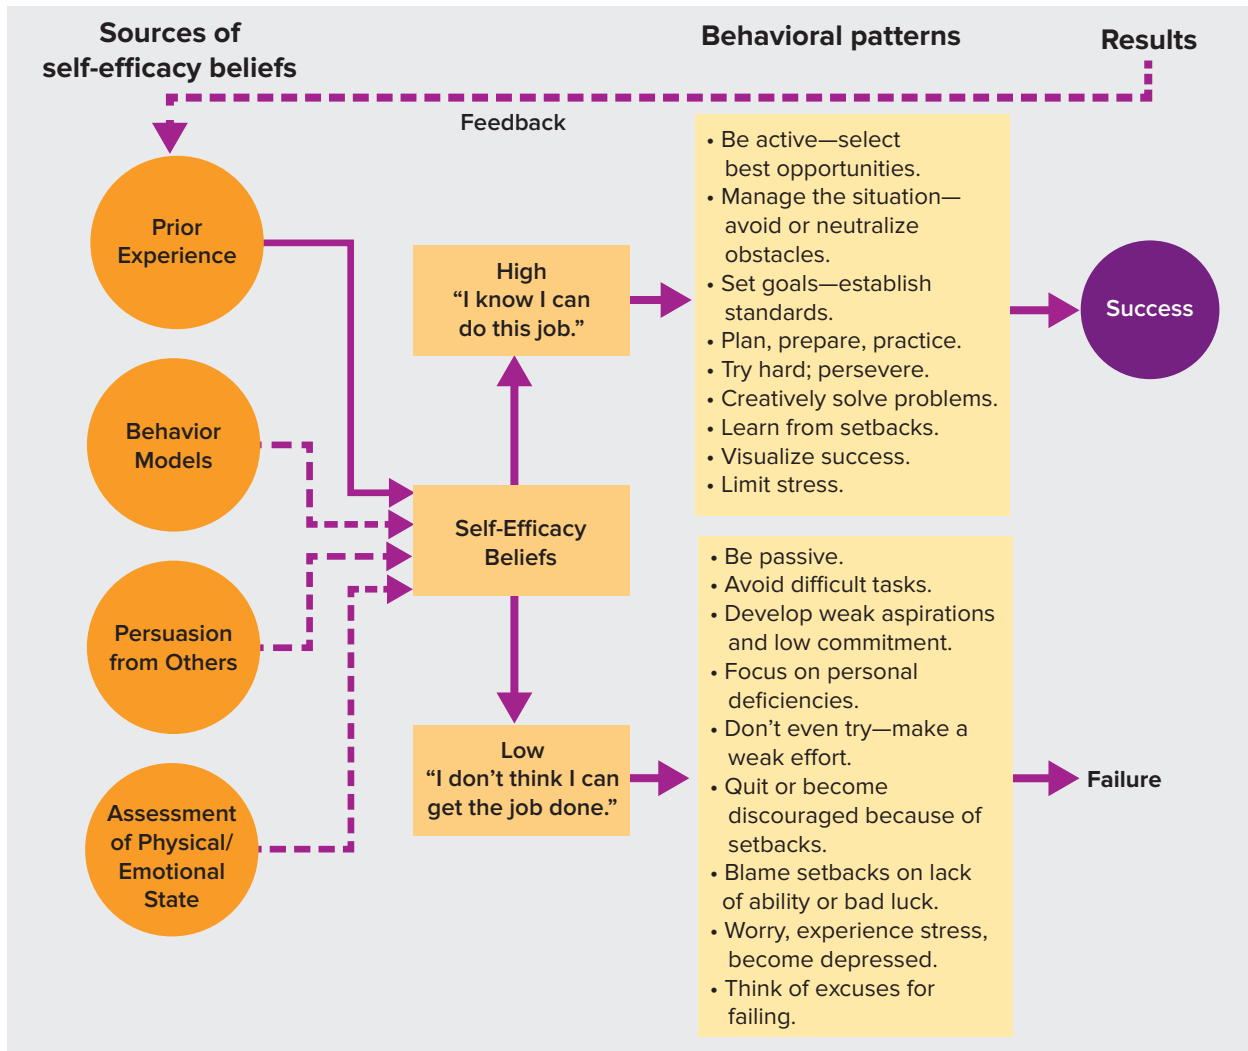 Sources of
self-efficacy beliefs
Behavioral patterns
Results
Feedback
Prior
Experience
Behavior
Models
Persuasion
from Others
Assessment
of Physical/
Emotional
State
High
“I know I can
do this job.”
Self-Efficacy
Beliefs
Low
“I don’t think I can
get the job done.”
• Be active—select
best opportunities.
• Manage the situation—
avoid or neutralize
obstacles.
• Set goals—establish
standards.
• Plan, prepare, practice.
• Try hard; persevere.
• Creatively solve problems.
• Learn from setbacks.
• Visualize success.
• Limit stress.
• Be passive.
• Avoid difficult tasks.
• Develop weak aspirations
and low commitment.
• Focus on personal
deficiencies.
• Don’t even try—make a
weak effort.
• Quit or become
discouraged because of
setbacks.
• Blame setbacks on lack
of ability or bad luck.
• Worry, experience stress,
become depressed.
• Think of excuses for
failing.
Success
Failure